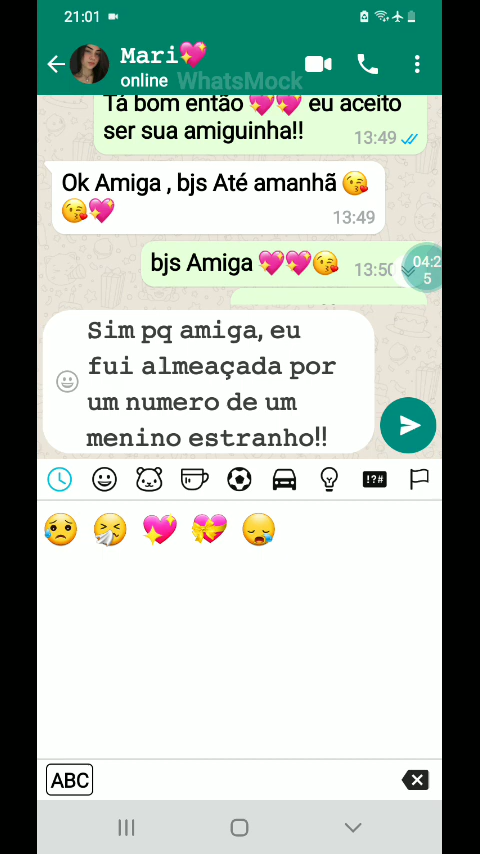 21:01
Mari💖
online WhatsMock
Tá bom então 💖💖 eu aceito
ser sua amiguinha!!
13:49
Ok Amiga , bjs Até amanhã 😘
😘💖
13:49
bjs Amiga 💖💖😘
13:50
04:2
5
Sim pq amiga, eu
fui almeaçada por
um numero de um
menino estranho!!
!?#
ABC